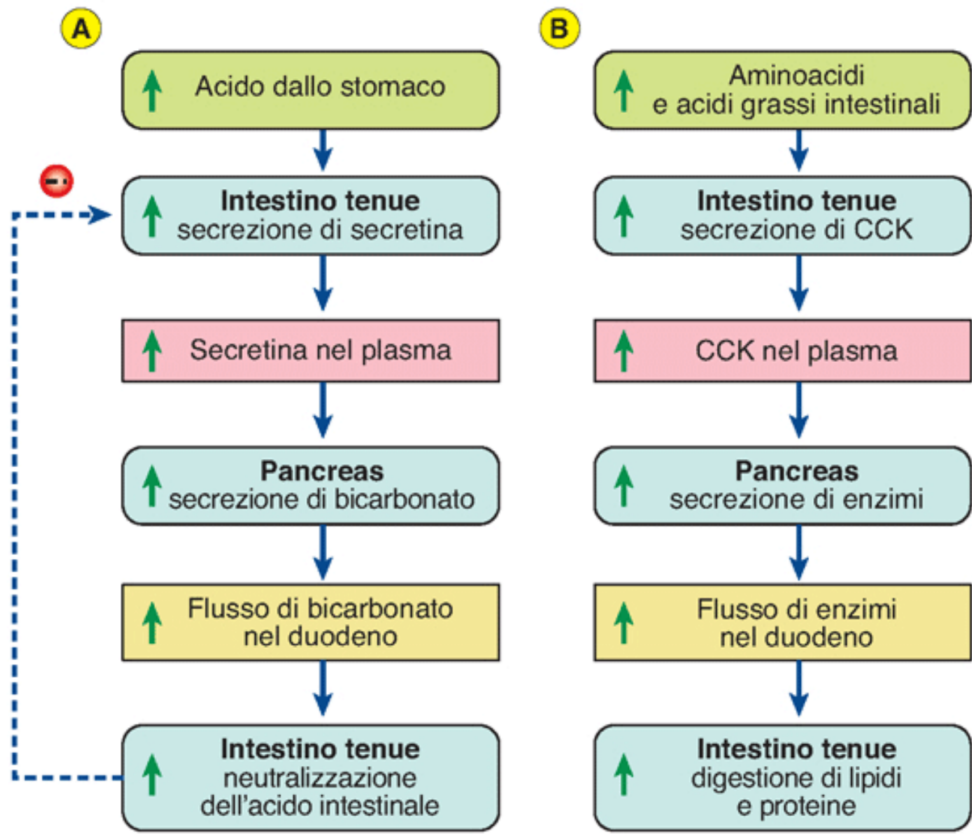 A
Acido dallo stomaco
Intestino tenue
secrezione di secretina
Secretina nel plasma
Pancreas
secrezione di bicarbonato
Flusso di bicarbonato
nel duodeno
Intestino tenue
neutralizzazione
dell'acido intestinale
B
Aminoacidi
e acidi grassi intestinali
Intestino tenue
secrezione di CCK
CCK nel plasma
Pancreas
secrezione di enzimi
Flusso di enzimi
nel duodeno
Intestino tenue
digestione di lipidi
e proteine